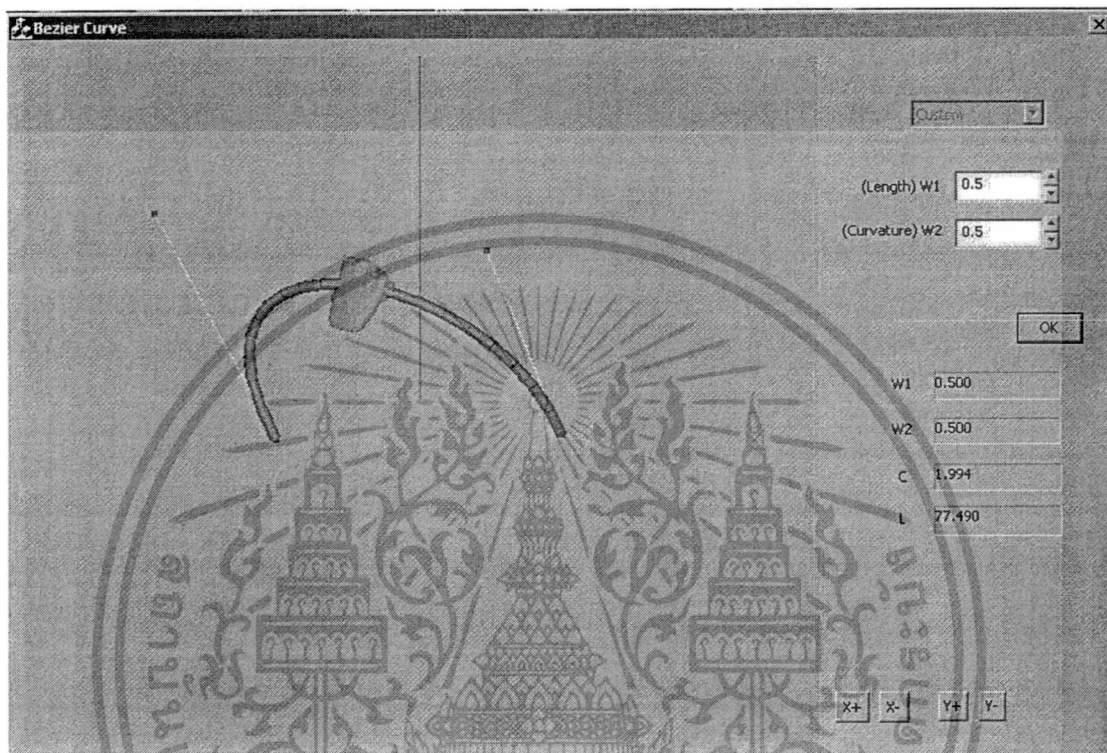 Bezier Curve
Custom
(Length) W1 0.5
(Curvature) W2 0.5
OK
W1 0.500
W2 0.500
C 1.994
L 77.490
X+ X- Y+ Y-